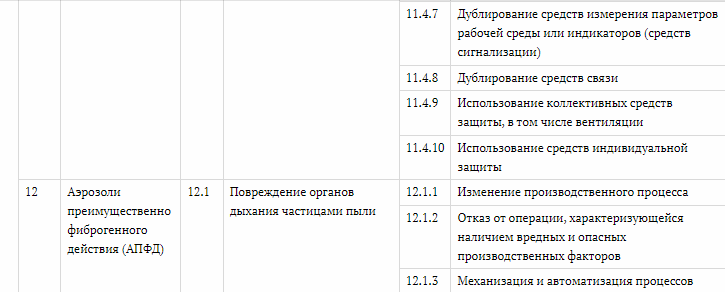 11.4.7 Дублирование средств измерения параметров
рабочей среды или индикаторов (средств
сигнализации)
11.4.8 Дублирование средств связи
11.4.9 Использование коллективных средств
защиты, в том числе вентиляции
11.4.10 Использование средств индивидуальной
защиты
12 Аэрозоли 12.1 Повреждение органов 12.1.1 Изменение производственного процесса
преимущественно дыхания частицами пыли
фиброгенного
действия (АПФД)
12.1.2 Отказ от операции, характеризующейся
наличием вредных и опасных
производственных факторов
12.1.3 Механизация и автоматизация процессов